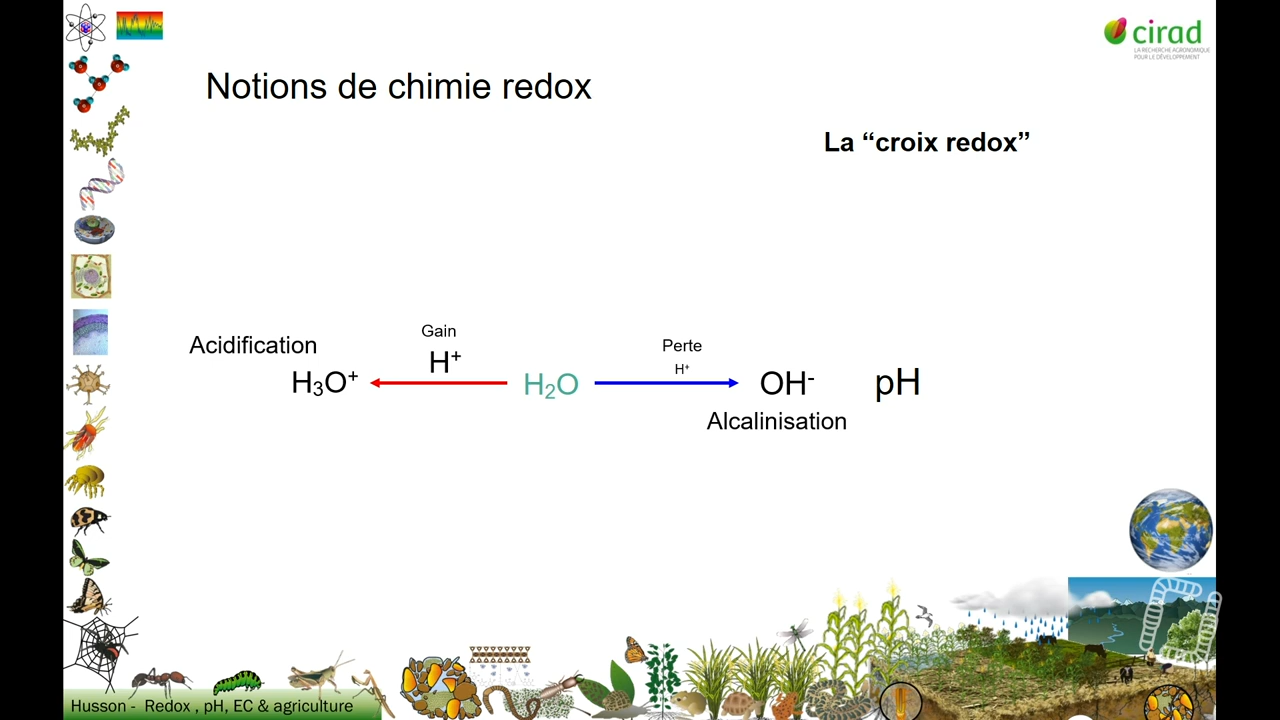 cirad
LA RECHERCHE AGRONOMIQUE
POUR LE DÉVELOPPEMENT
Notions de chimie redox
La “croix redox”
Acidification
Gain
H⁺
Perte
H⁺
H₃O⁺
H₂O
OH⁻
pH
Alcalinisation
Husson - Redox , pH, EC & agriculture